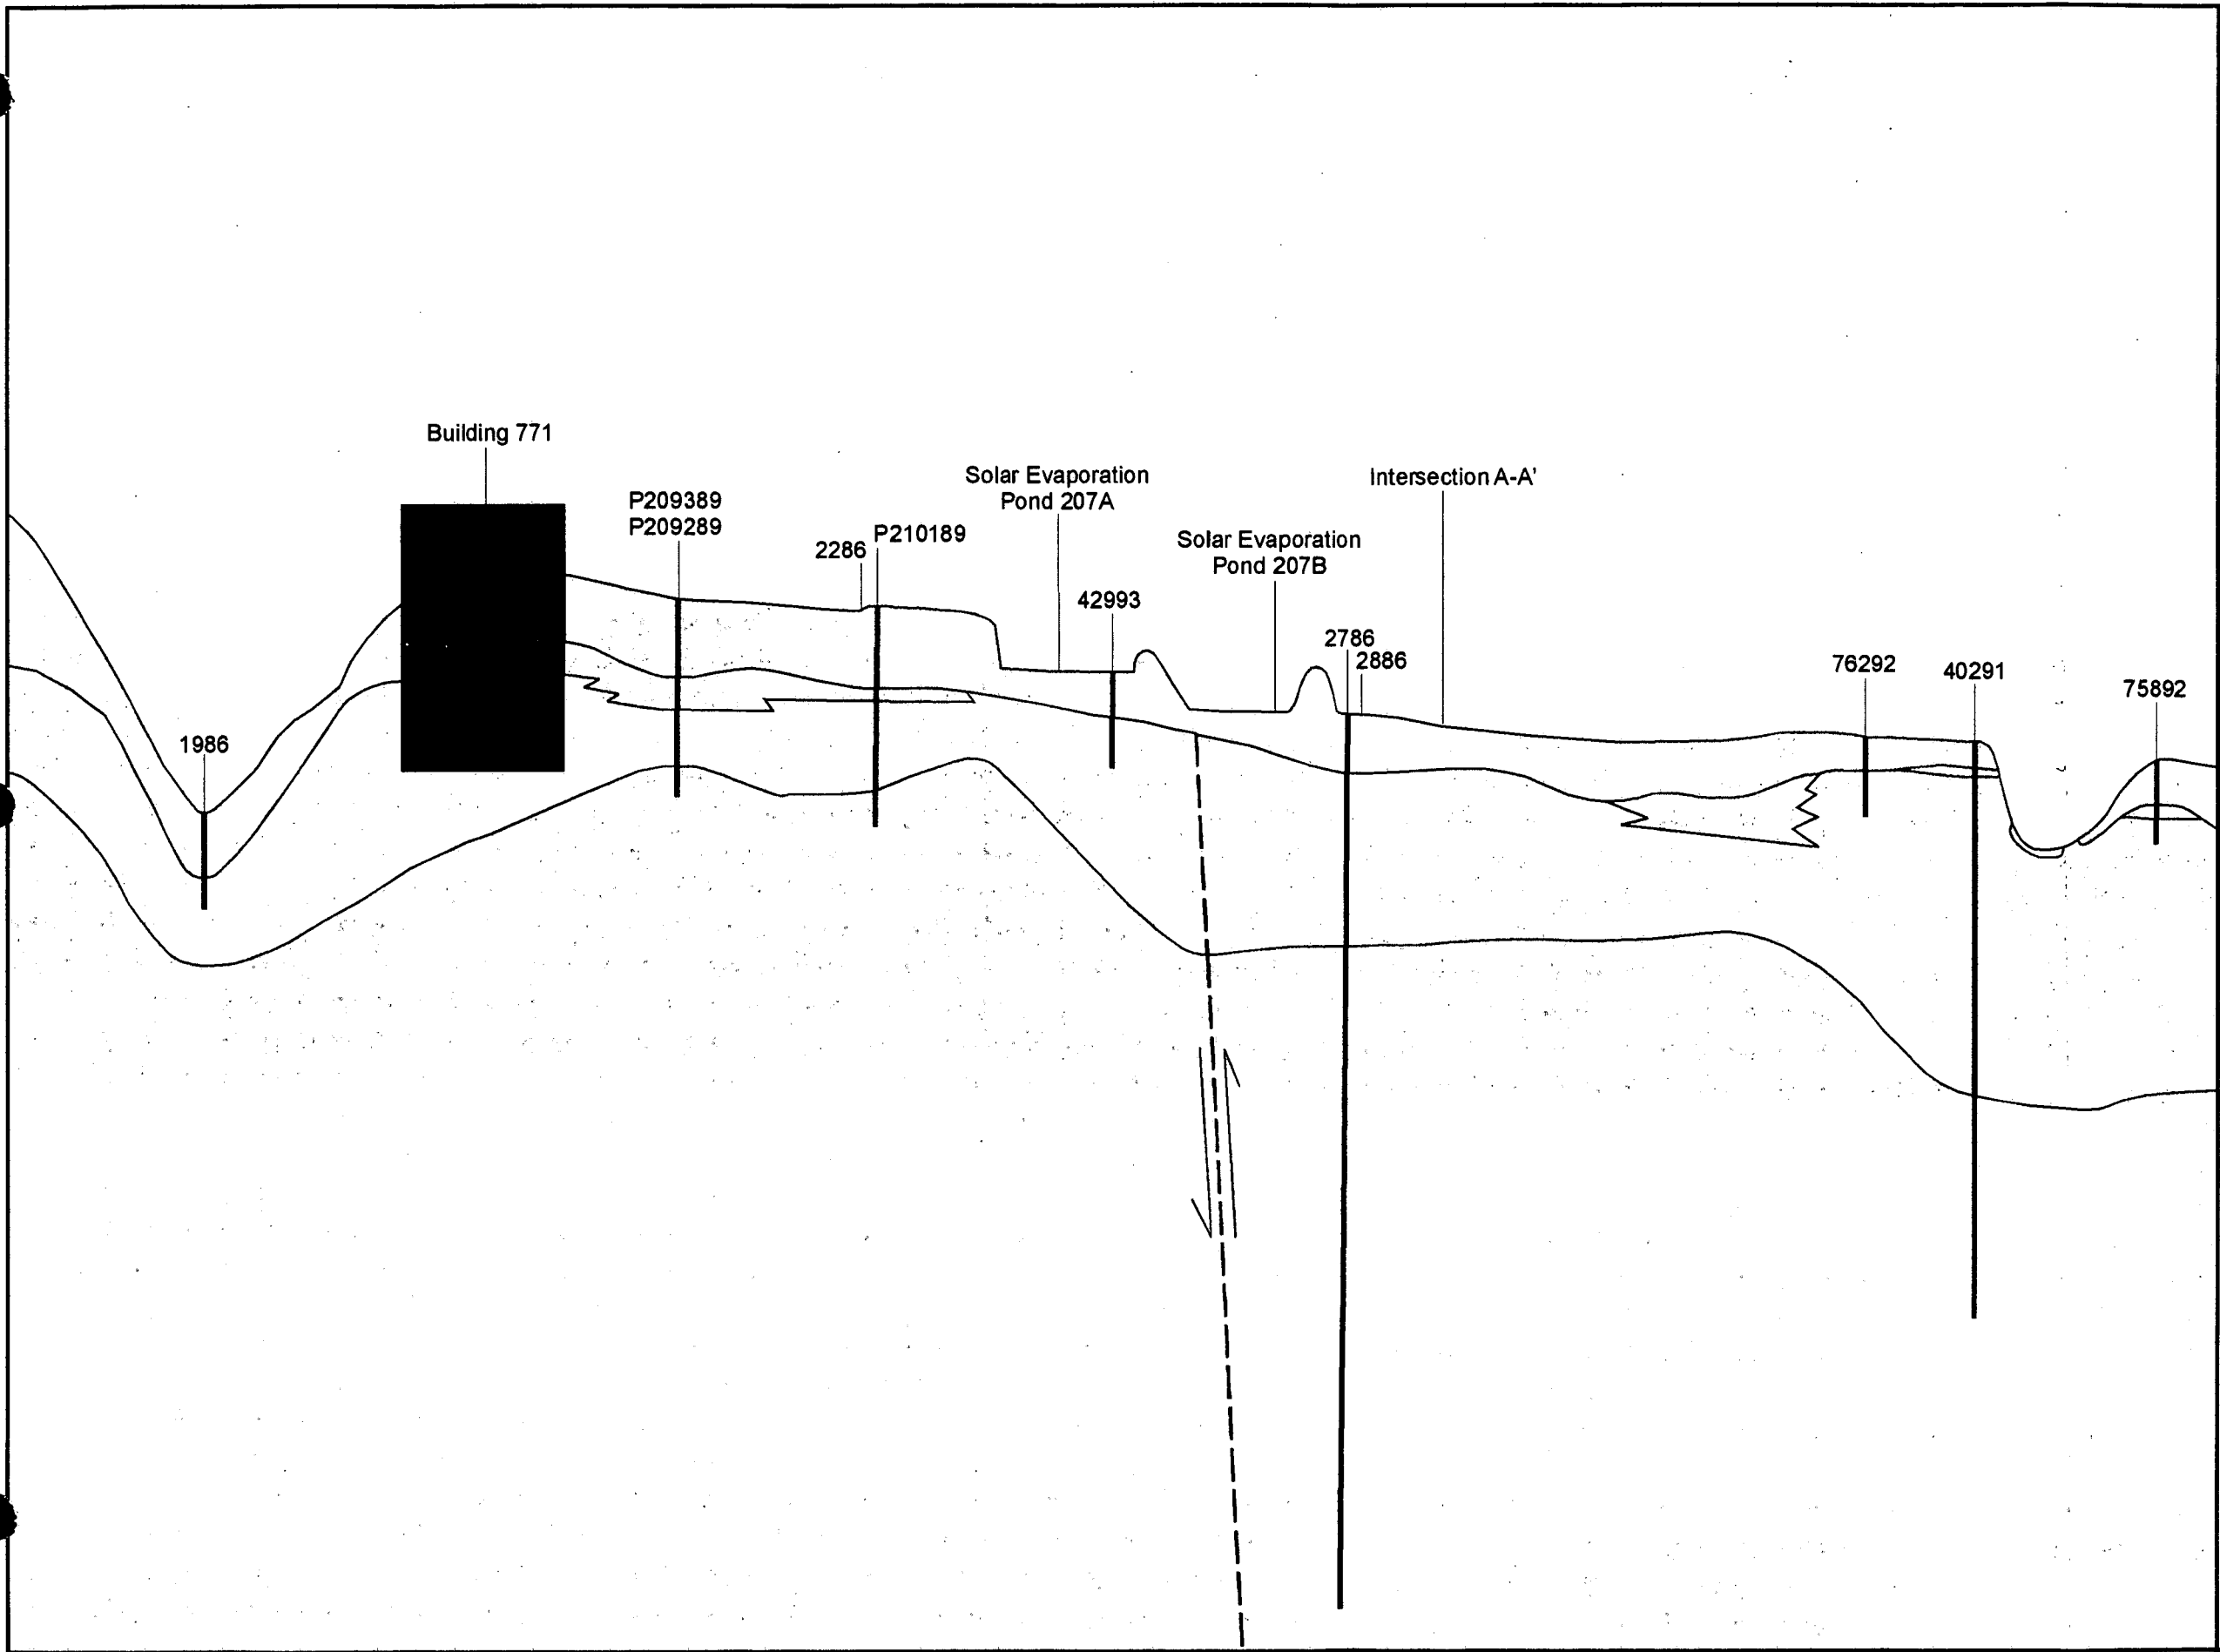 Building 771
P209389
P209289
2286
P210189
Solar Evaporation
Pond 207A
42993
Solar Evaporation
Pond 207B
Intersection A-A'
2786
2886
76292
40291
75892
1986